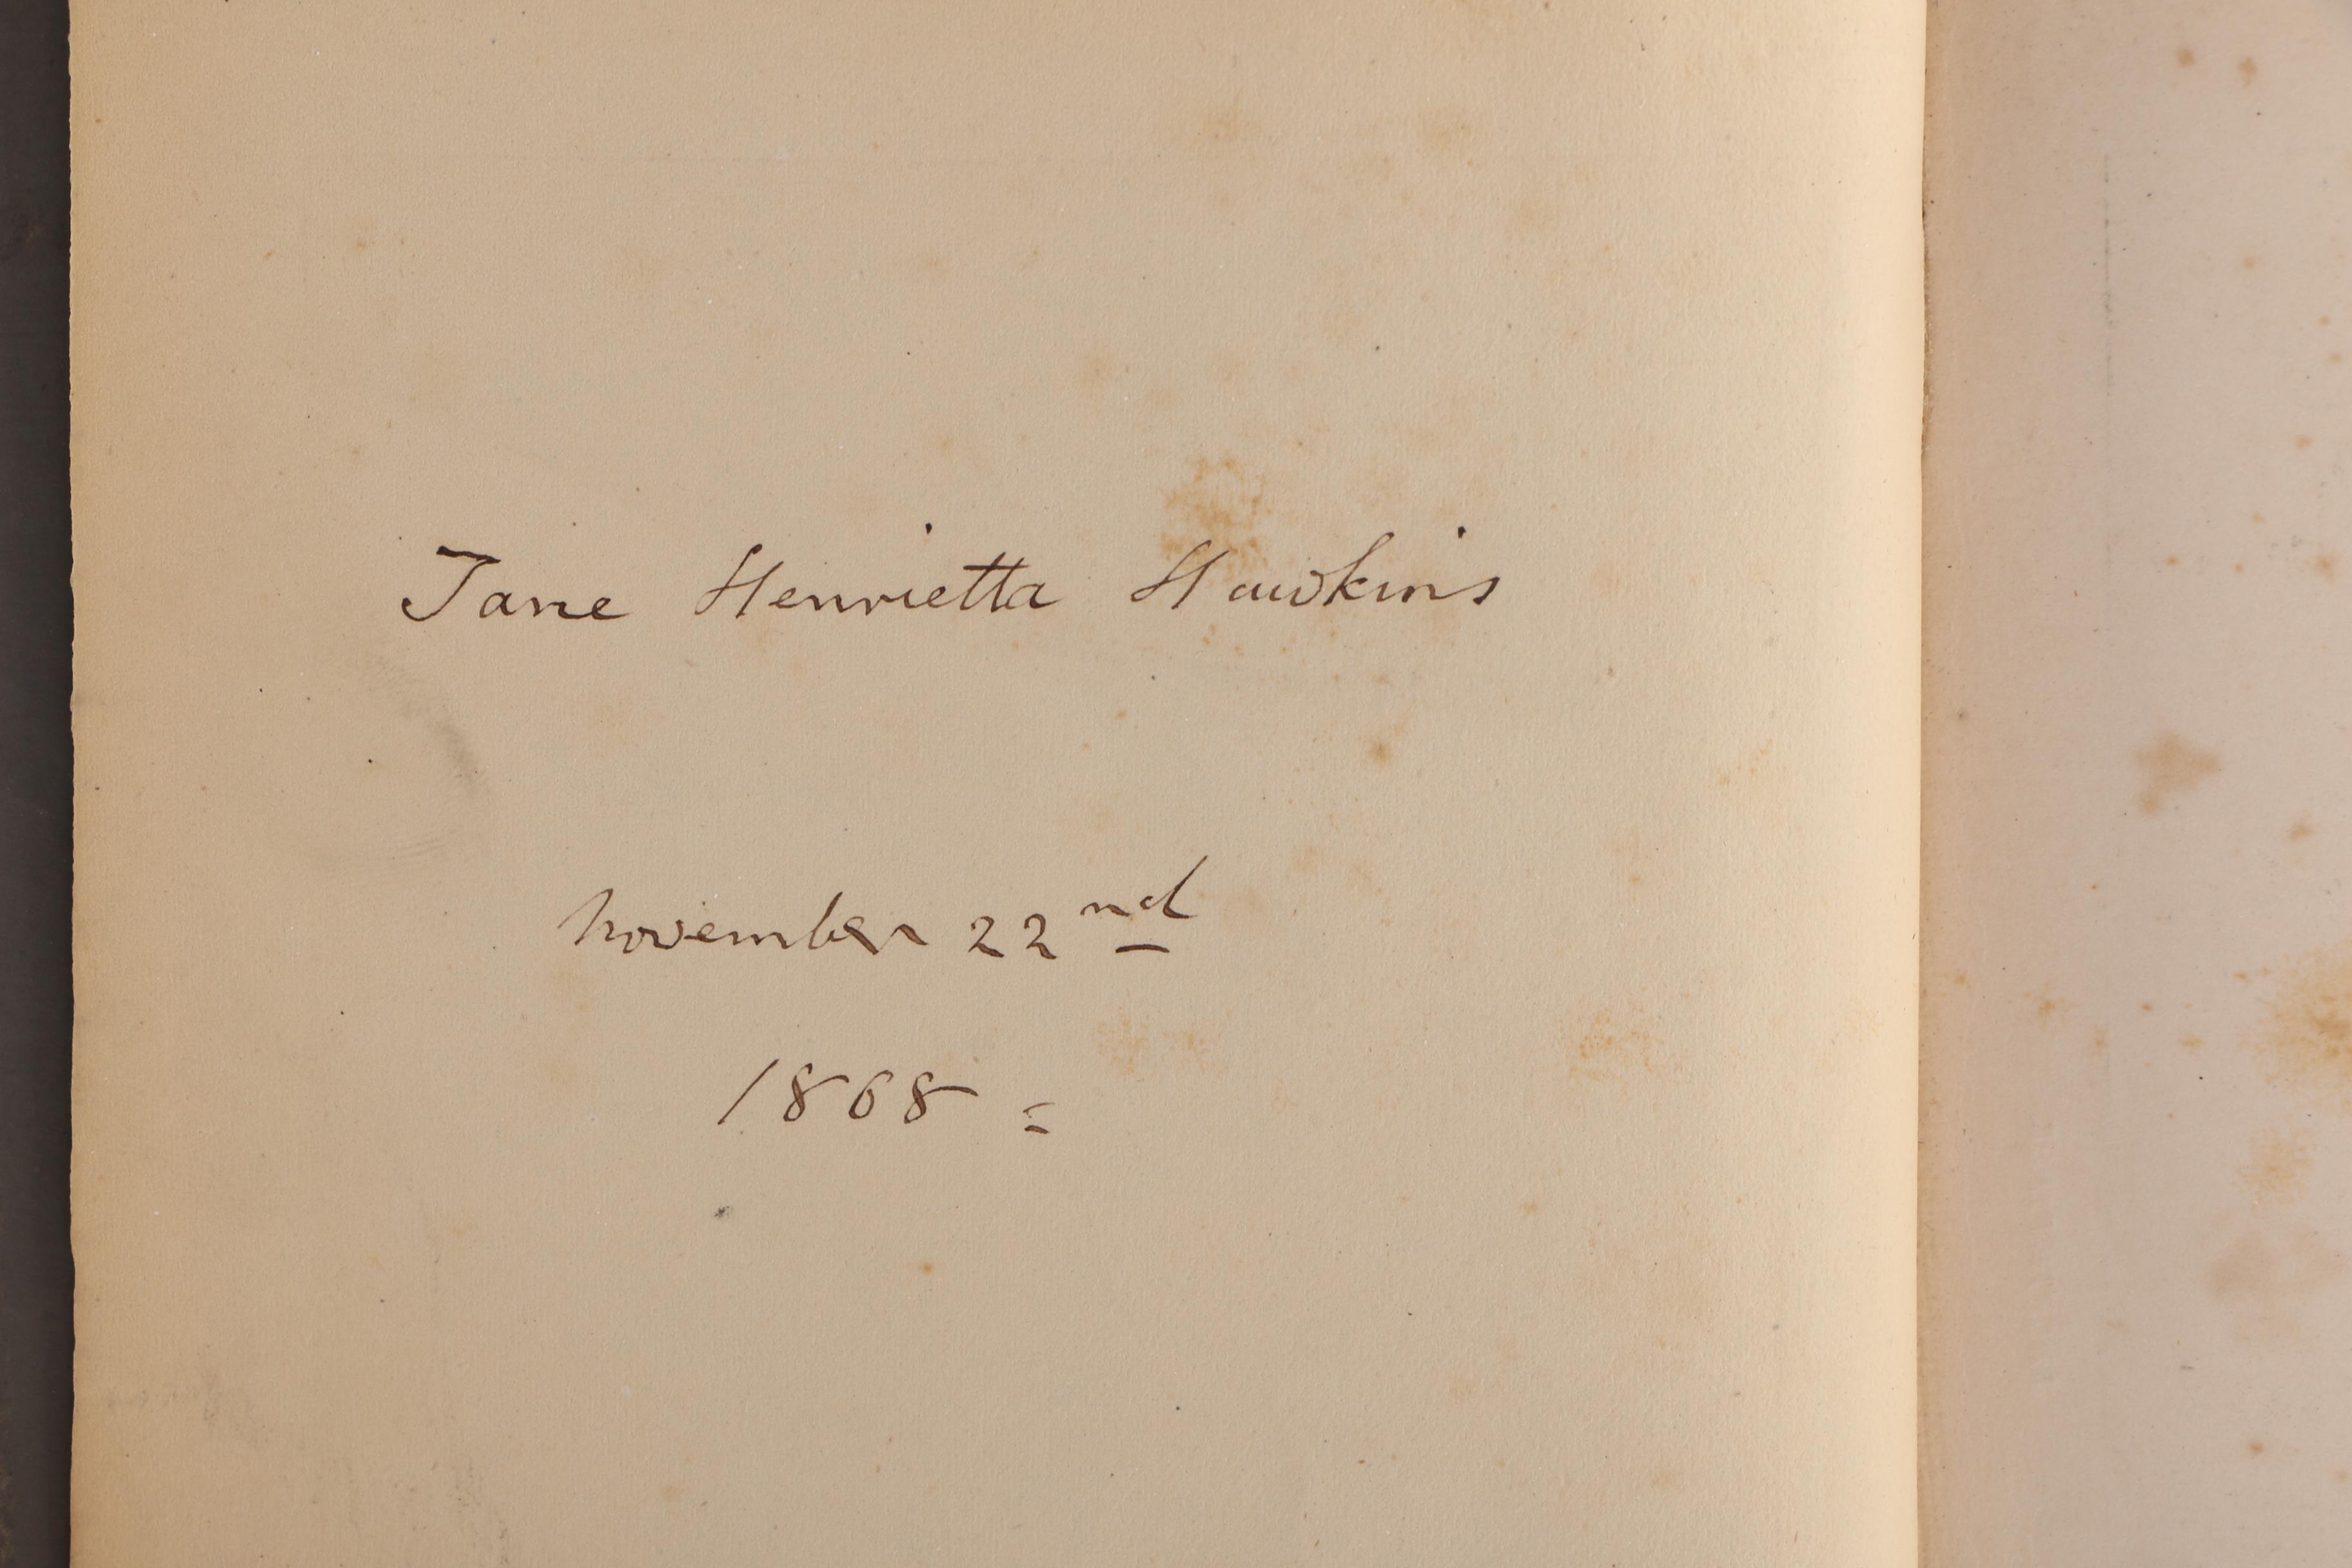 Jane Henrietta Hawkins
November 22nd
1868 =